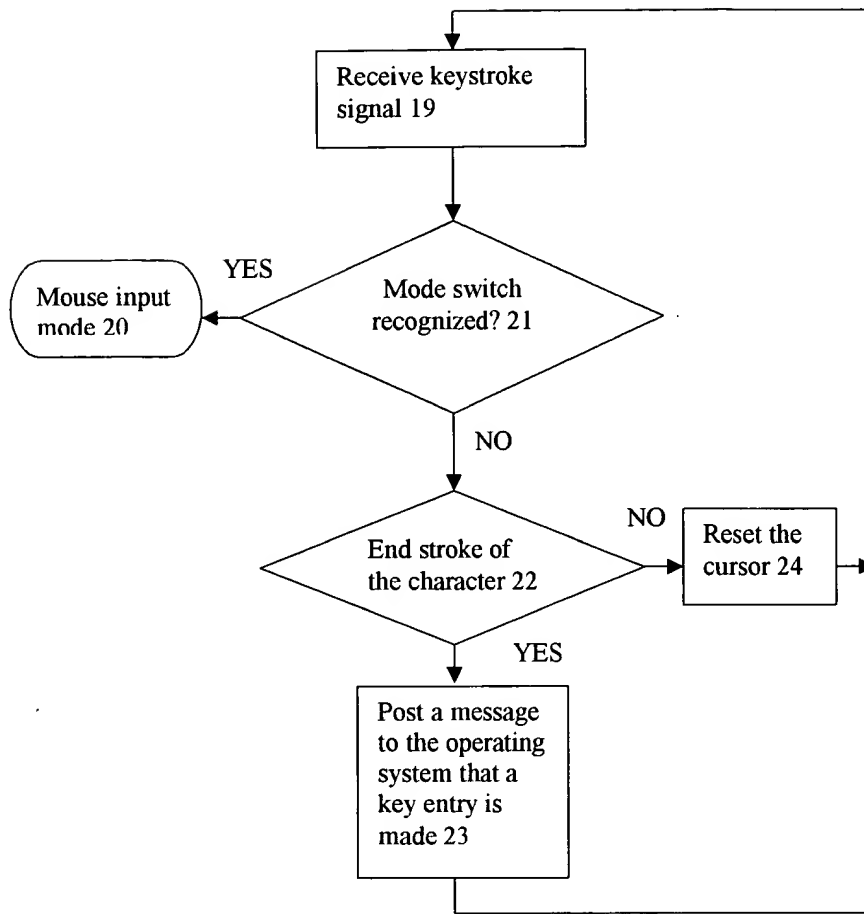 Receive keystroke
signal 19
YES
Mouse input
mode 20
Mode switch
recognized? 21
NO
End stroke of
the character 22
NO
Reset the
cursor 24
YES
Post a message
to the operating
system that a
key entry is
made 23